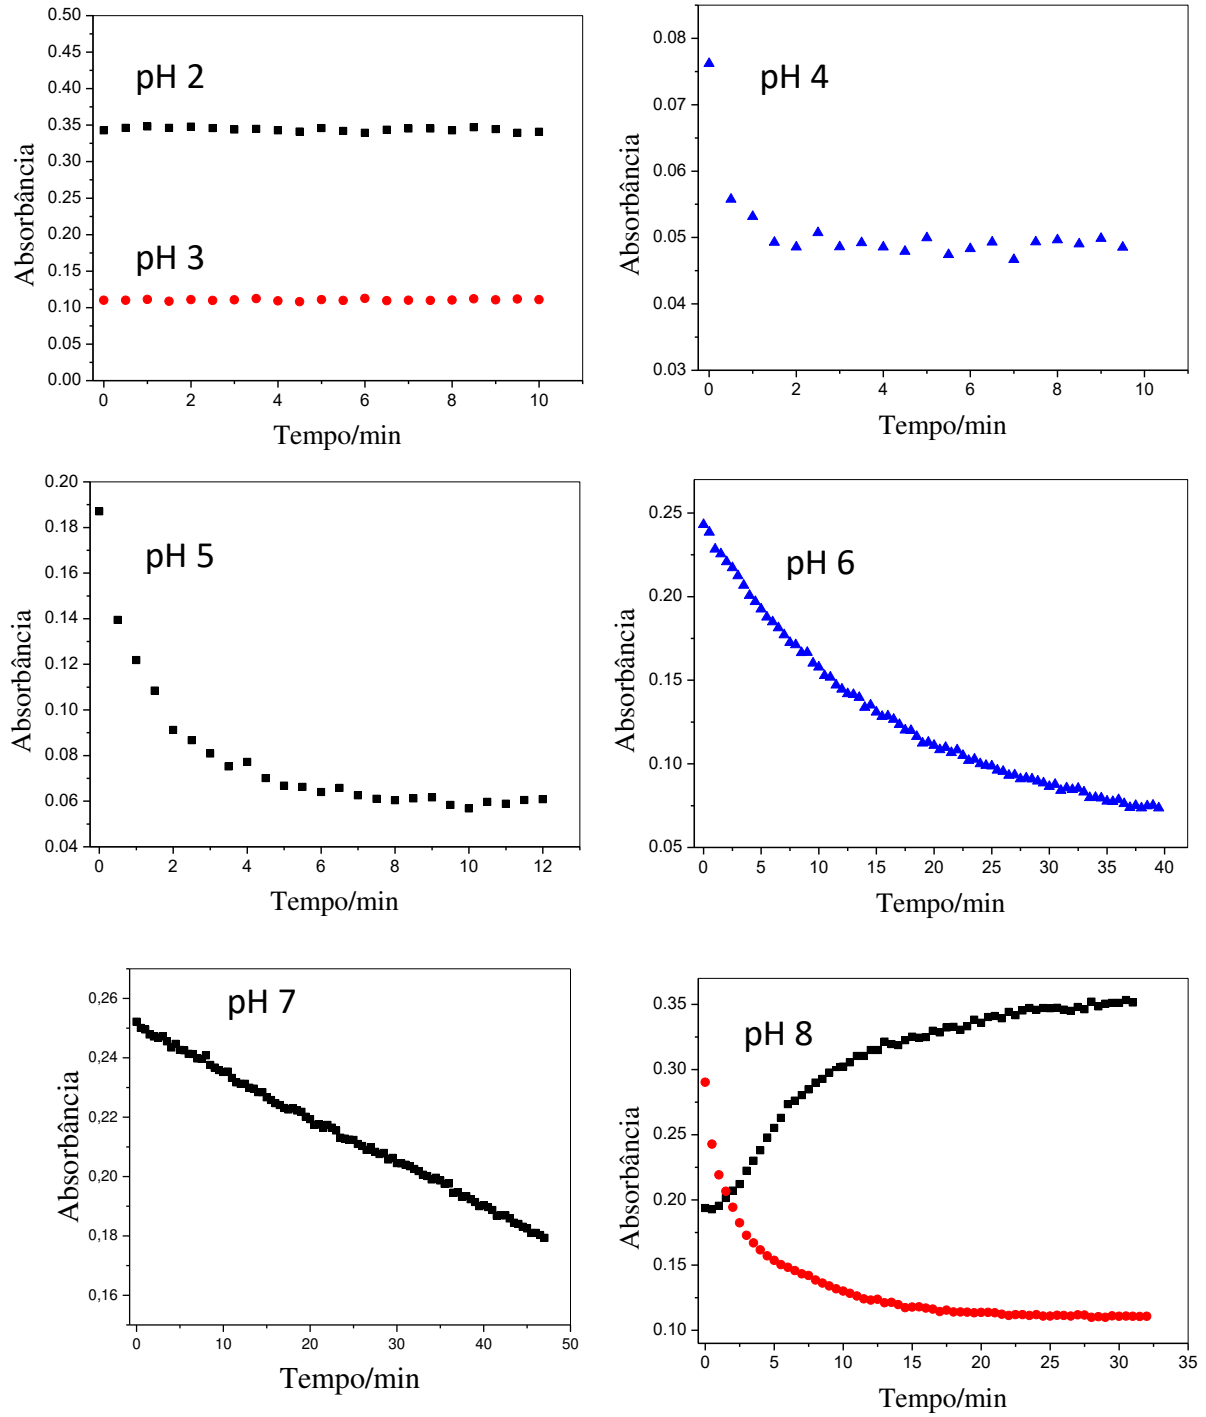 0.50
0.45
0.40
0.35
0.30
0.25
0.20
0.15
0.10
0.05
0.00
Absorbância
pH 2
pH 3
0 2 4 6 8 10
Tempo/min
0.08
0.07
0.06
0.05
0.04
0.03
Absorbância
pH 4
0 2 4 6 8 10
Tempo/min
0.20
0.18
0.16
0.14
0.12
0.10
0.08
0.06
0.04
Absorbância
pH 5
0 2 4 6 8 10 12
Tempo/min
0.25
0.20
0.15
0.10
0.05
Absorbância
pH 6
0 5 10 15 20 25 30 35 40
Tempo/min
0,26
0,24
0,22
0,20
0,18
0,16
Absorbância
pH 7
0 10 20 30 40 50
Tempo/min
0.35
0.30
0.25
0.20
0.15
0.10
Absorbância
pH 8
0 5 10 15 20 25 30 35
Tempo/min